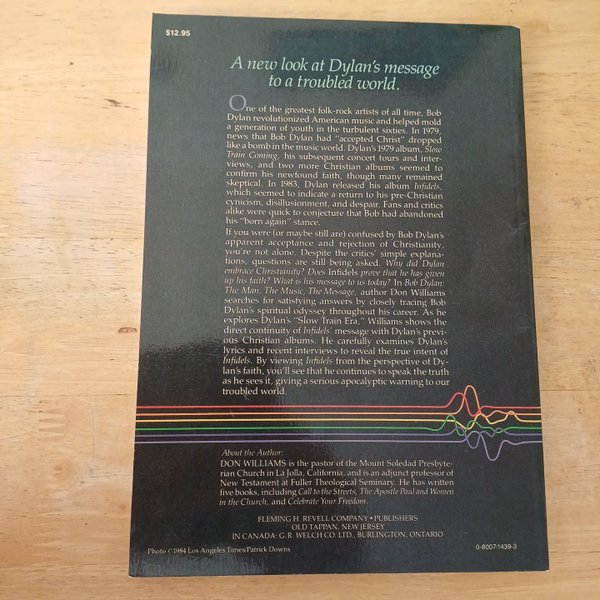 $12.95
A new look at Dylan's message
to a troubled world.
One of the greatest folk-rock artists of all time, Bob
Dylan revolutionized American music and helped mold
a generation of youth in the turbulent sixties. In 1979,
news that Bob Dylan had "accepted Christ" dropped
like a bomb in the music world. Dylan's 1979 album, Slow
Train Coming, his subsequent concert tours and inter-
views, and two more Christian albums seemed to
confirm his newfound faith, though many remained
skeptical. In 1983, Dylan released his album Infidels,
which seemed to indicate a return to his pre-Christian
cynicism, disillusionment, and despair. Fans and critics
alike were quick to conjecture that Bob had abandoned
his "born again" stance.
If you were (or maybe still are) confused by Bob Dylan's
apparent acceptance and rejection of Christianity,
you're not alone. Despite the critics' simple explana-
tions, questions are still being asked. Why did Dylan
embrace Christianity? Does Infidels prove that he has given
up his faith? What is his message to us today? In Bob Dylan:
The Man, The Music, The Message, author Don Williams
searches for satisfying answers by closely tracing Bob
Dylan's spiritual odyssey throughout his career. As he
explores Dylan's "Slow Train Era," Williams shows the
direct continuity of Infidels' message with Dylan's previ-
ous Christian albums. He carefully examines Dylan's
lyrics and recent interviews to reveal the true intent of
Infidels. By viewing Infidels from the perspective of Dy-
lan's faith, you'll see that he continues to speak the truth
as he sees it, giving a serious apocalyptic warning to our
troubled world.
About the Author:
DON WILLIAMS is the pastor of the Mount Soledad Presbyte-
rian Church in La Jolla, California, and is an adjunct professor of
New Testament at Fuller Theological Seminary. He has written
five books, including Call to the Streets, The Apostle Paul and Women
in the Church, and Celebrate Your Freedom.
FLEMING H. REVELL COMPANY • PUBLISHERS
OLD TAPPAN, NEW JERSEY
IN CANADA: G.R. WELCH CO. LTD., BURLINGTON, ONTARIO
Photo ©1984 Los Angeles Times/Patrick Downs
0-8007-1439-3